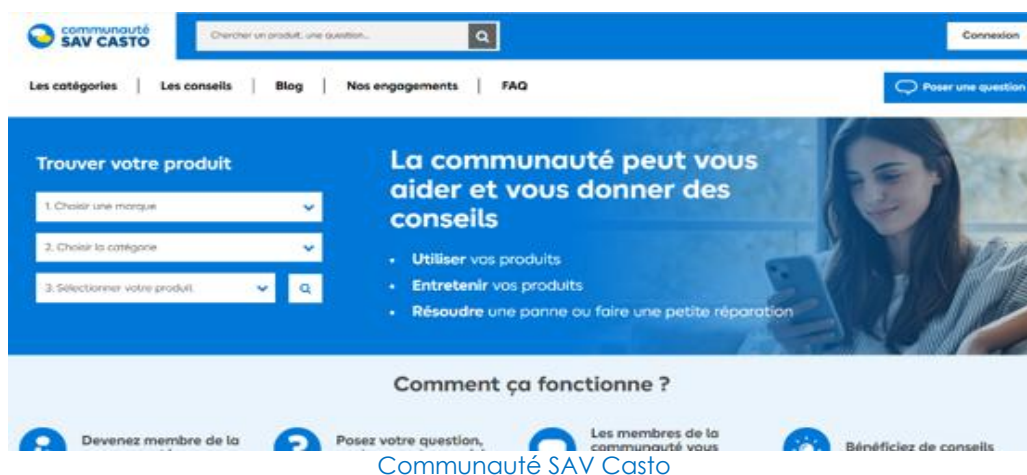 communauté
SAV CASTO
Chercher un produit, une question...
Connexion
Les catégories
Les conseils
Blog
Nos engagements
FAQ
Poser une question
Trouver votre produit
1. Choisir une marque
2. Choisir la catégorie
3. Sélectionner votre produit
La communauté peut vous
aider et vous donner des
conseils
• Utiliser vos produits
• Entretenir vos produits
• Résoudre une panne ou faire une petite réparation
Comment ça fonctionne ?
Devenez membre de la
Posez votre question,
Les membres de la
communauté vous
Bénéficiez de conseils
Communauté SAV Casto